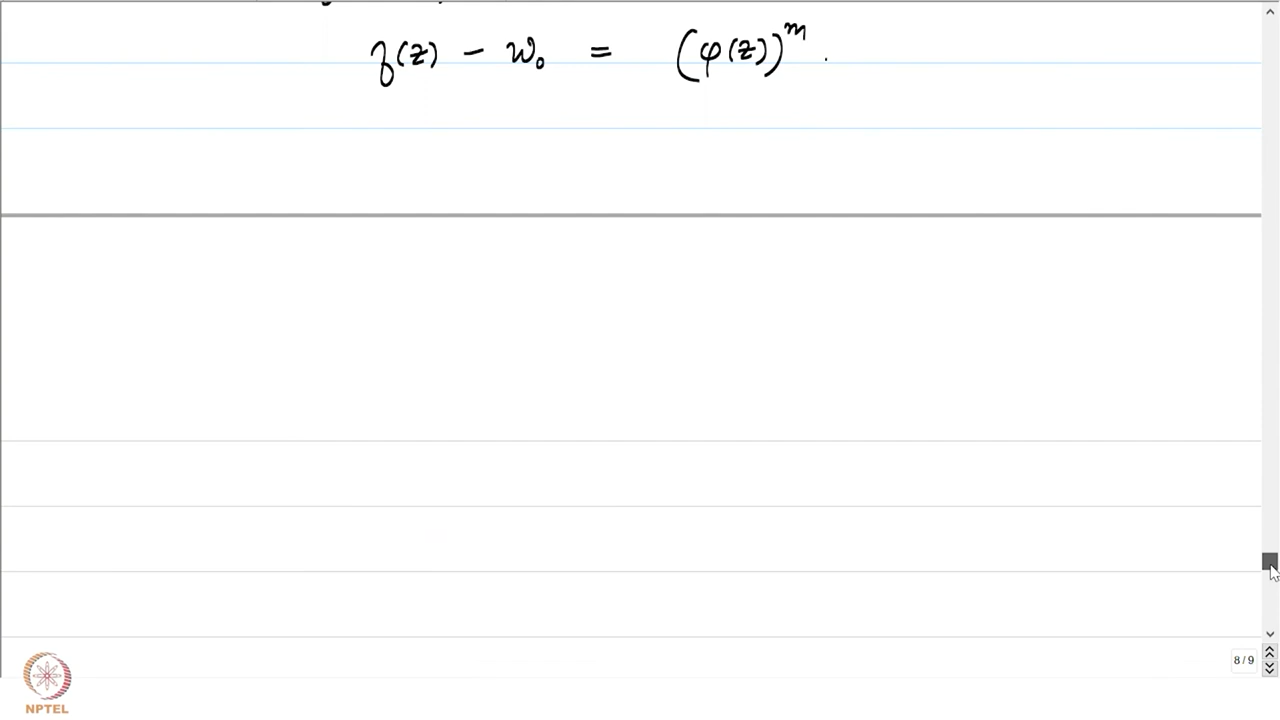 f(z) - w₀ = (φ(z))ᵐ.
8 / 9
NPTEL